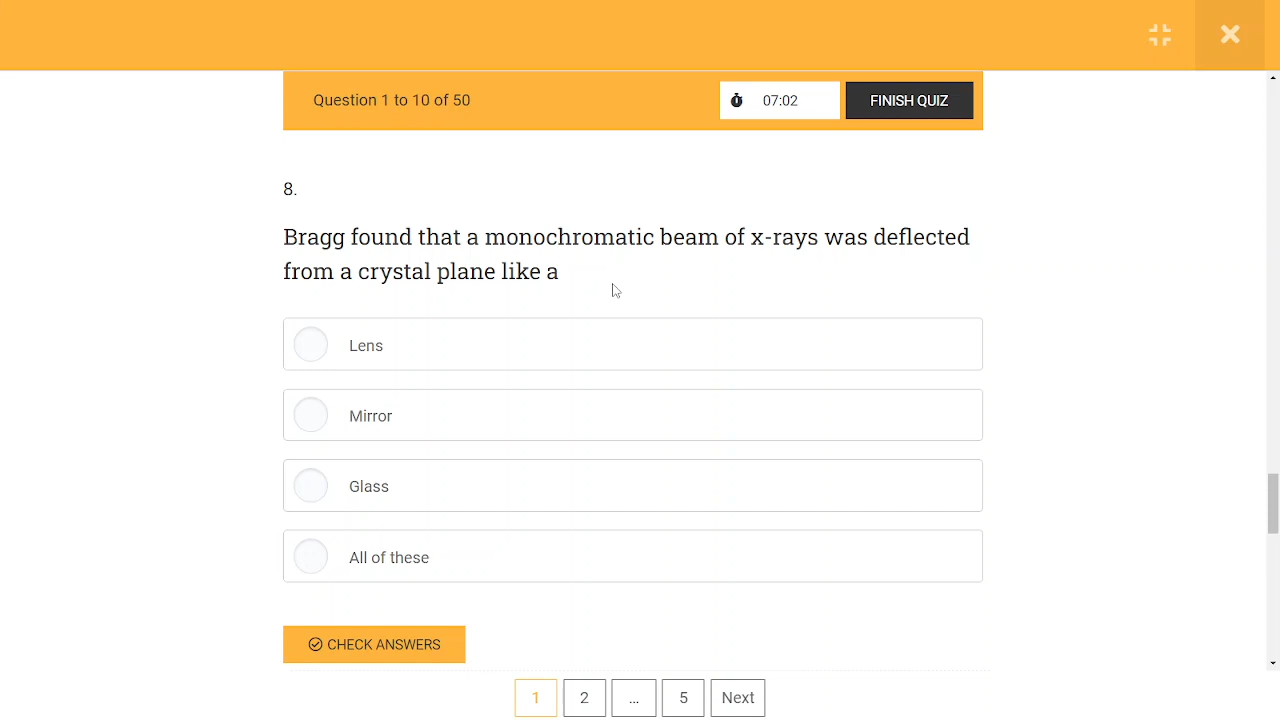 Question 1 to 10 of 50
07:02
FINISH QUIZ
8.
Bragg found that a monochromatic beam of x-rays was deflected
from a crystal plane like a
Lens
Mirror
Glass
All of these
CHECK ANSWERS
1 2 ... 5 Next